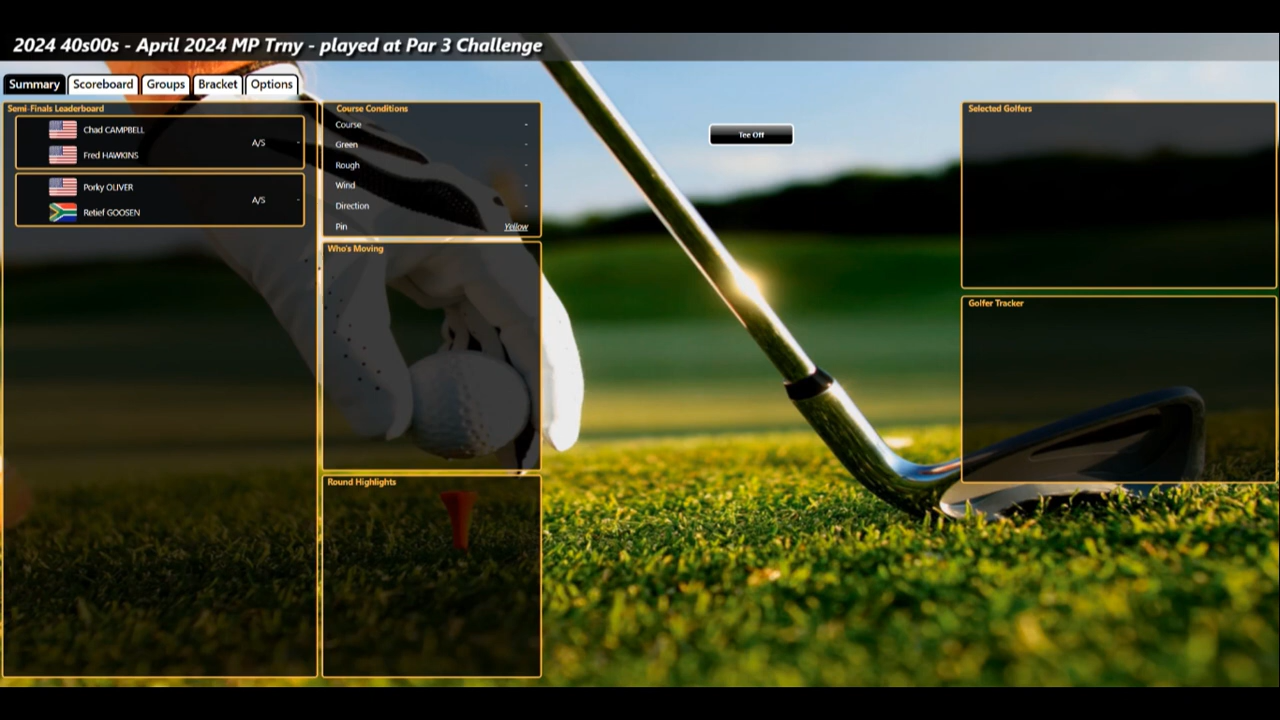 2024 40s00s - April 2024 MP Trny - played at Par 3 Challenge
Summary Scoreboard Groups Bracket Options
Semi-Finals Leaderboard
Chad CAMPBELL
A/S -
Fred HAWKINS
Porky OLIVER
A/S -
Retief GOOSEN
Course Conditions
Course -
Green -
Rough -
Wind -
Direction -
Pin Yellow
Who's Moving
Round Highlights
Tee Off
Selected Golfers
Golfer Tracker